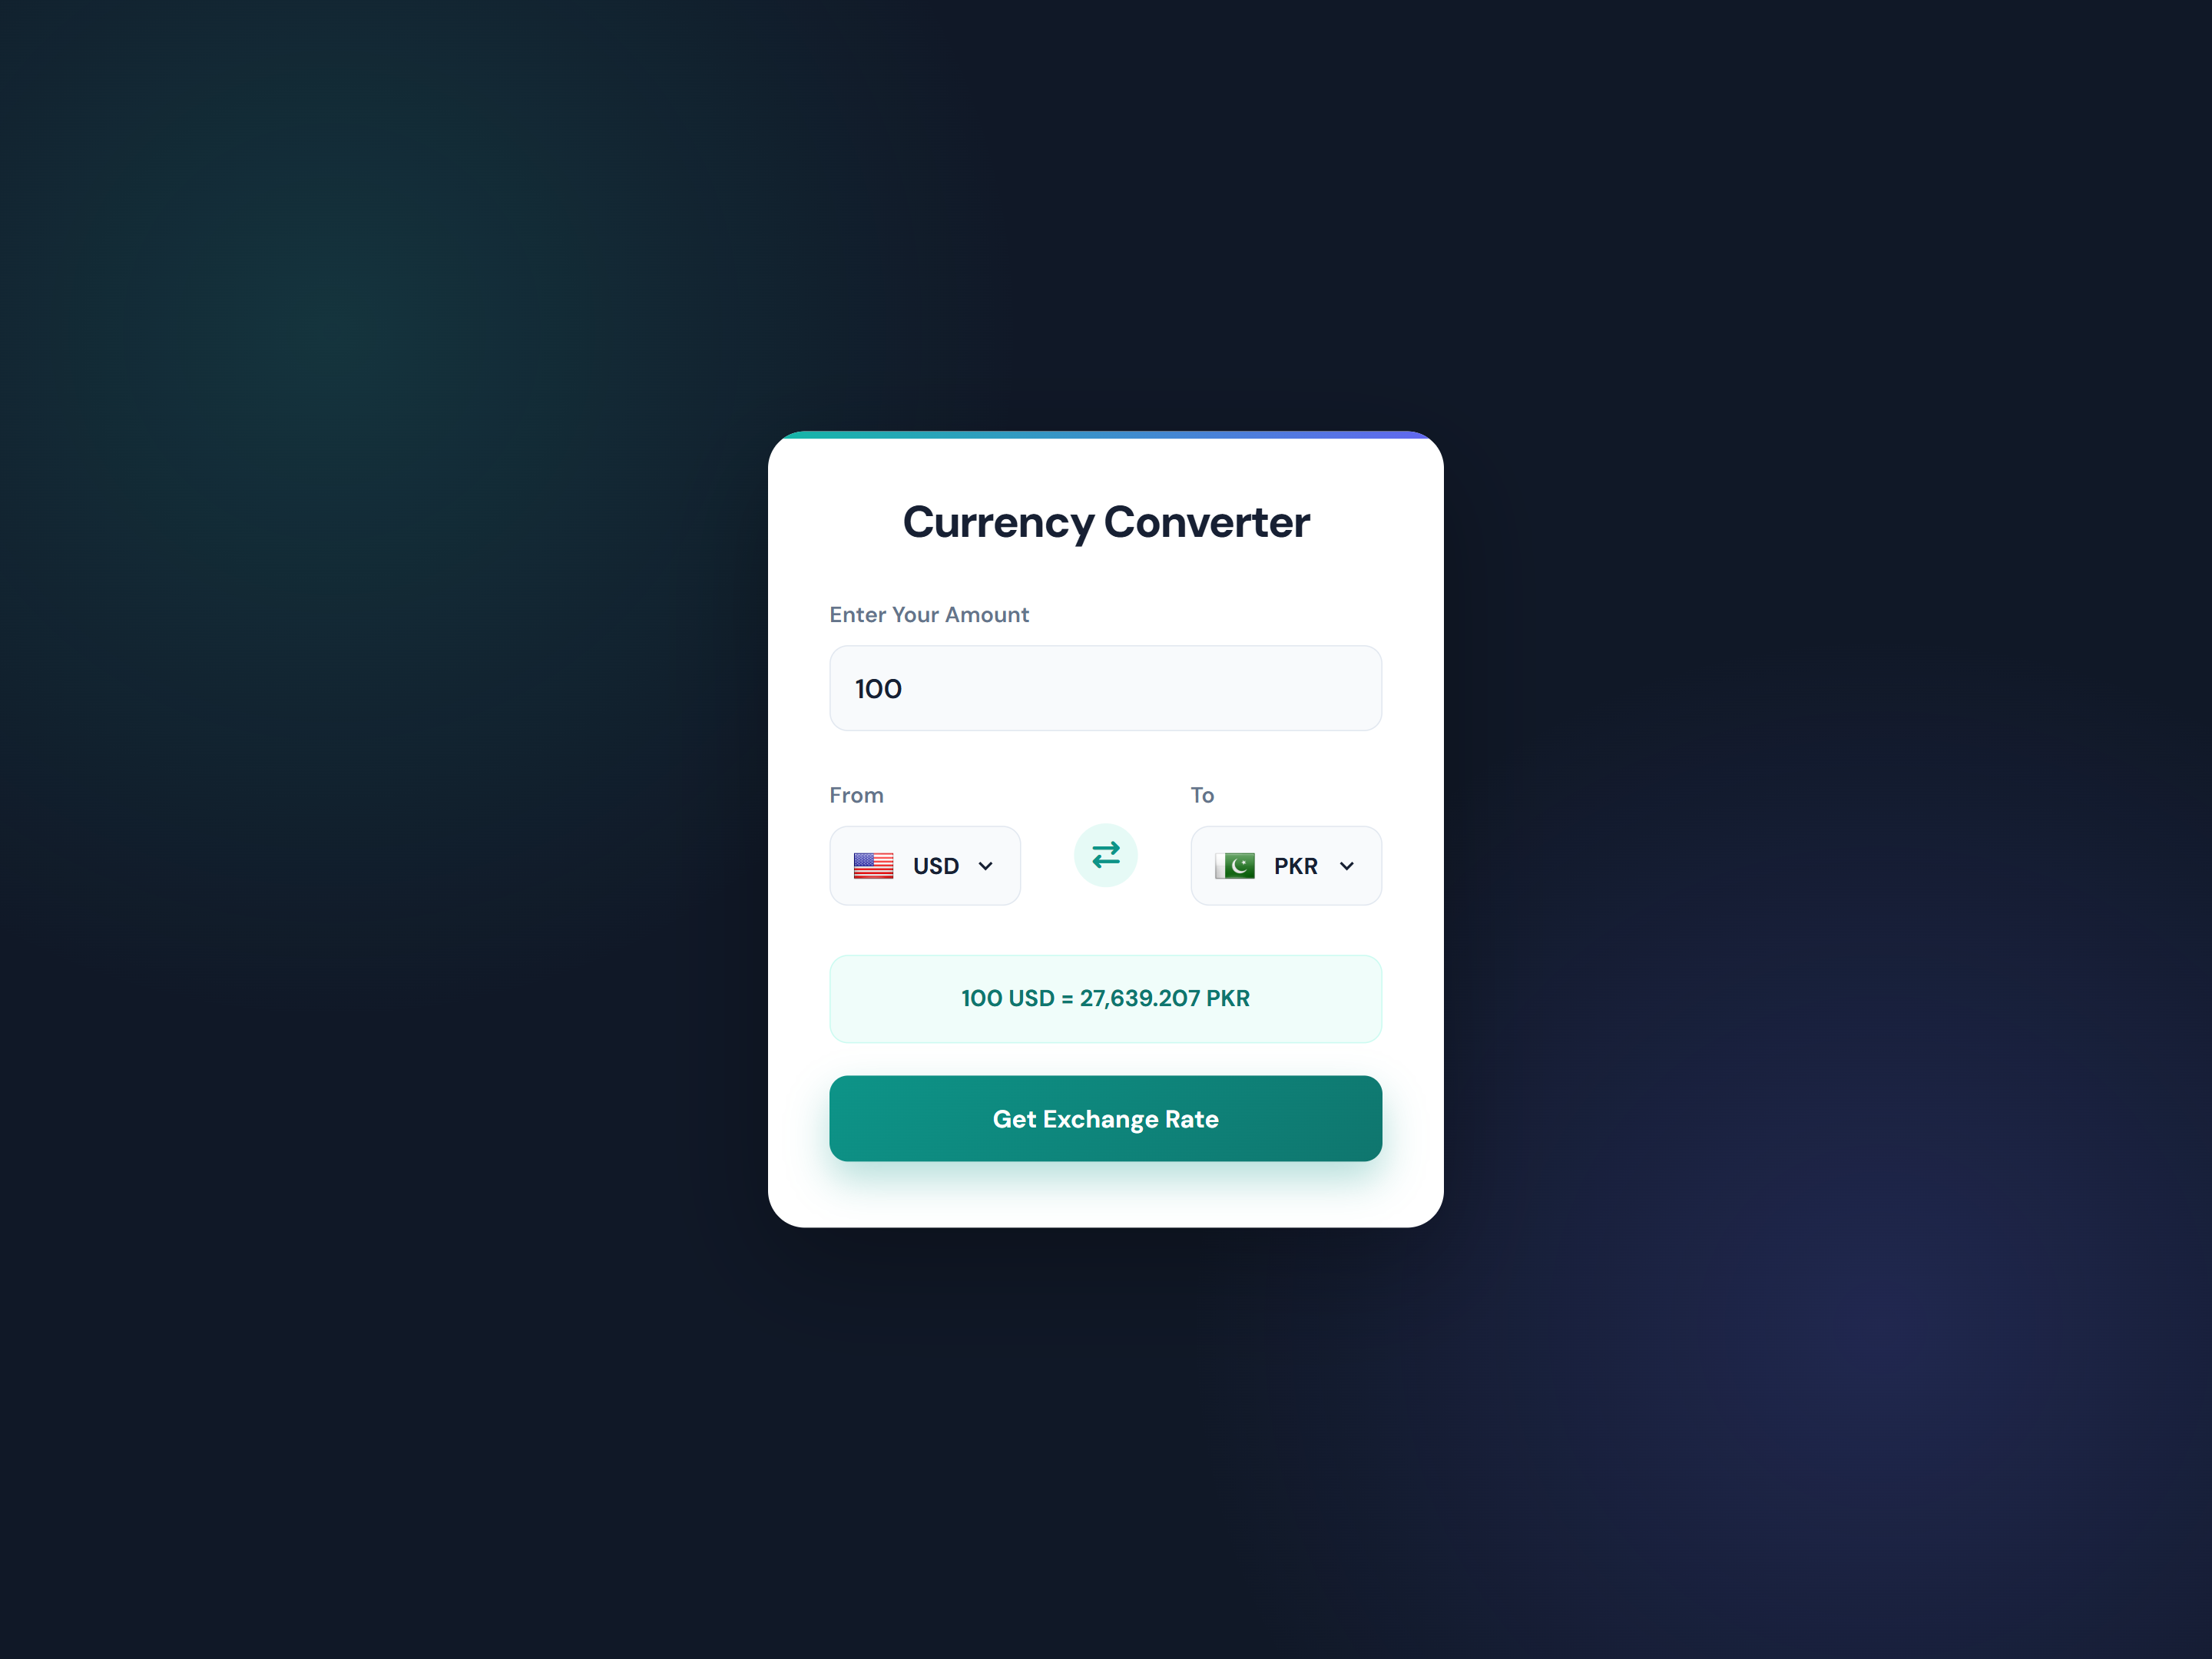 Currency Converter
Enter Your Amount
100
From
To
USD
PKR
100 USD = 27,639.207 PKR
Get Exchange Rate